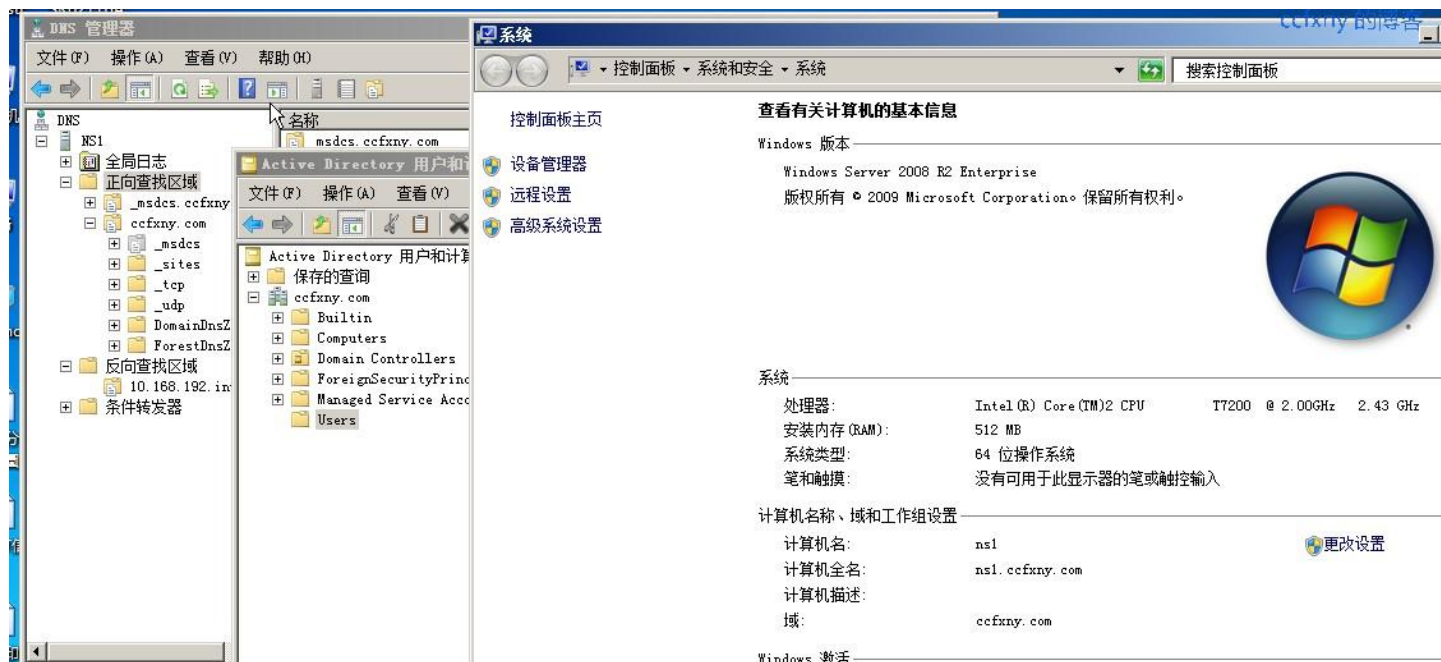 DNS 管理器
文件(F) 操作(A) 查看(V) 帮助(H)
DNS
NS1
全局日志
正向查找区域
_msdcs.ccfxny
ccfxny.com
_msdcs
_sites
_tcp
_udp
DomainDnsZ
ForestDnsZ
反向查找区域
10.168.192.in
条件转发器
名称
_msdcs.ccfxny.com
Active Directory 用户和计
文件(F) 操作(A) 查看(V)
Active Directory 用户和计算
保存的查询
ccfxny.com
Builtin
Computers
Domain Controllers
ForeignSecurityPrinc
Managed Service Acco
Users
ccfxny 的博客
系统
控制面板 系统和安全 系统
搜索控制面板
控制面板主页
设备管理器
远程设置
高级系统设置
查看有关计算机的基本信息
Windows 版本
Windows Server 2008 R2 Enterprise
版权所有 © 2009 Microsoft Corporation。保留所有权利。
系统
处理器: Intel(R) Core(TM)2 CPU T7200 @ 2.00GHz 2.43 GHz
安装内存(RAM): 512 MB
系统类型: 64 位操作系统
笔和触摸: 没有可用于此显示器的笔或触控输入
计算机名称、域和工作组设置
计算机名: ns1 更改设置
计算机全名: ns1.ccfxny.com
计算机描述:
域: ccfxny.com
Windows 激活